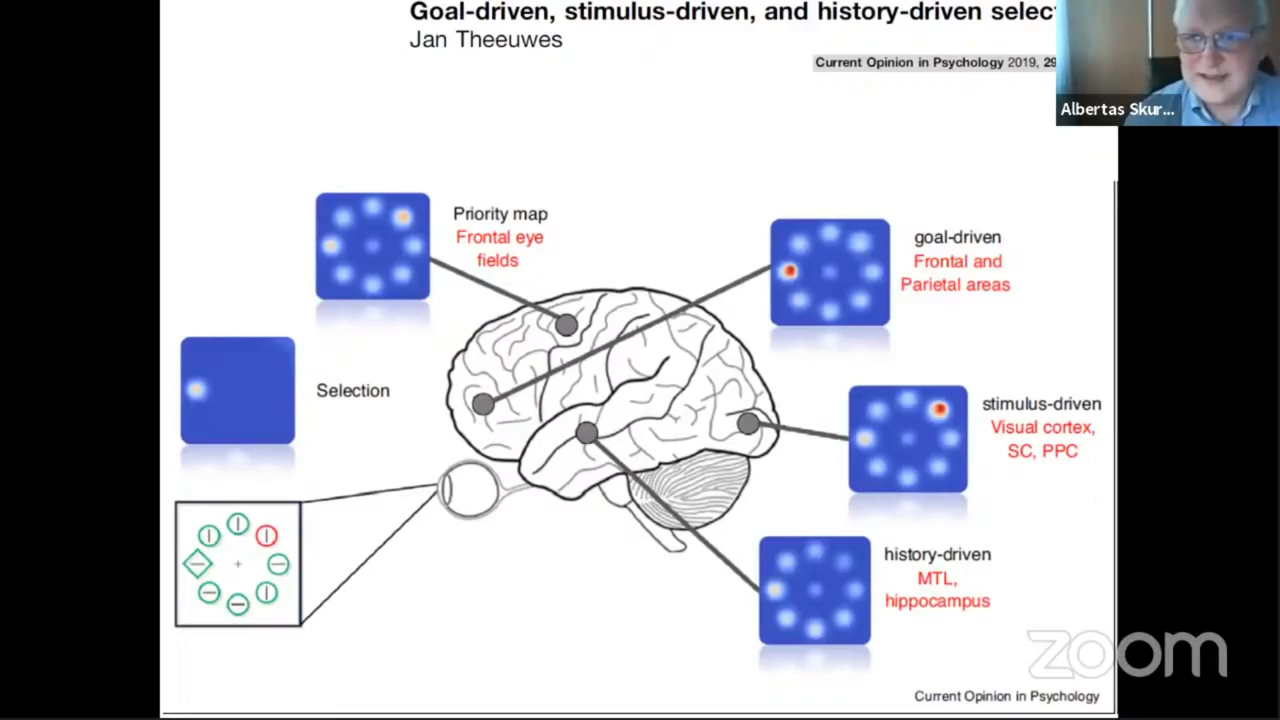 Goal-driven, stimulus-driven, and history-driven selec
Jan Theeuwes
Current Opinion in Psychology 2019, 29
Albertas Skur...
Priority map
Frontal eye
fields
goal-driven
Frontal and
Parietal areas
Selection
stimulus-driven
Visual cortex,
SC, PPC
history-driven
MTL,
hippocampus
zoom
Current Opinion in Psychology